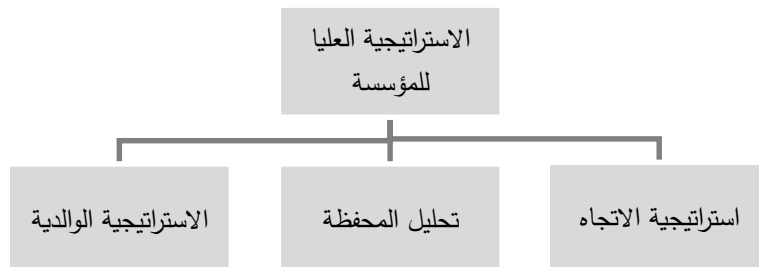 الاستراتيجية العليا
للمؤسسة
استراتيجية الاتجاه
تحليل المحفظة
الاستراتيجية الوالدية